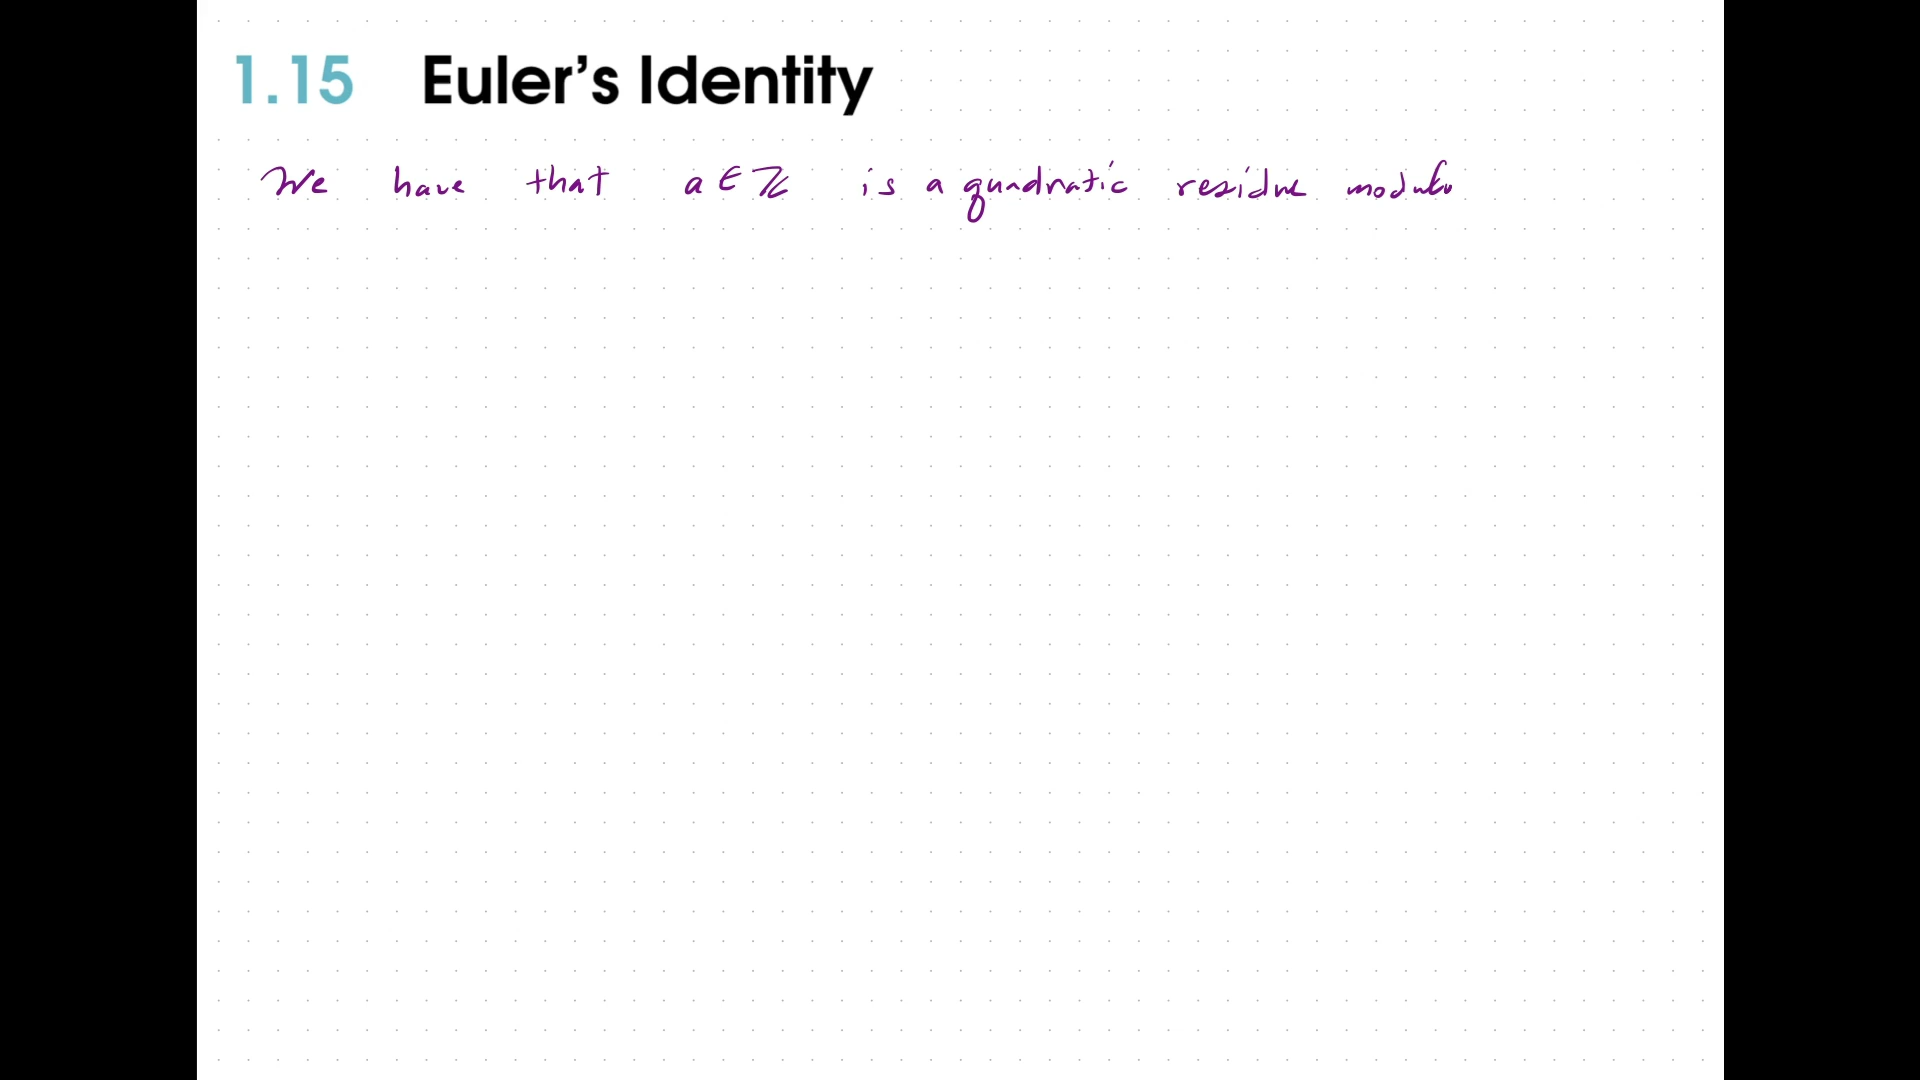 1.15 Euler's Identity
We have that a ∈ ℤ is a quadratic residue modulo